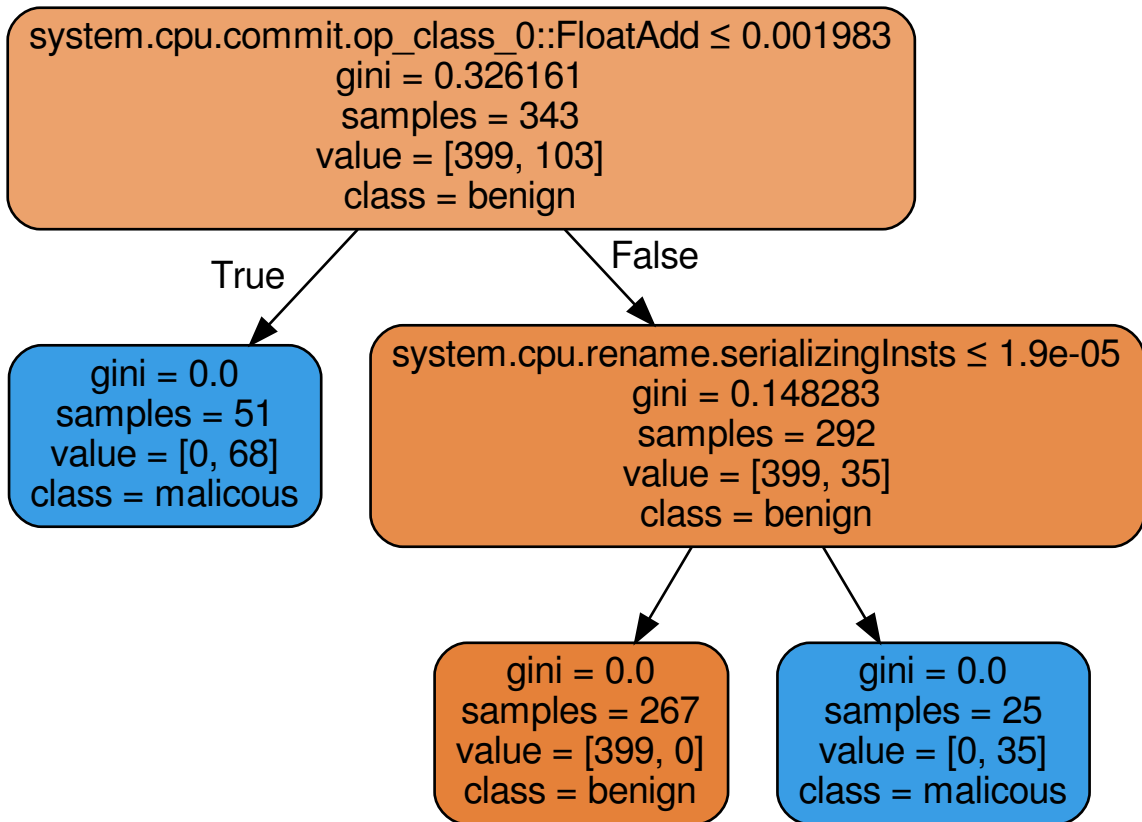 system.cpu.commit.op_class_0::FloatAdd ≤ 0.001983
gini = 0.326161
samples = 343
value = [399, 103]
class = benign
True
False
gini = 0.0
samples = 51
value = [0, 68]
class = malicous
system.cpu.rename.serializingInsts ≤ 1.9e-05
gini = 0.148283
samples = 292
value = [399, 35]
class = benign
gini = 0.0
samples = 267
value = [399, 0]
class = benign
gini = 0.0
samples = 25
value = [0, 35]
class = malicous